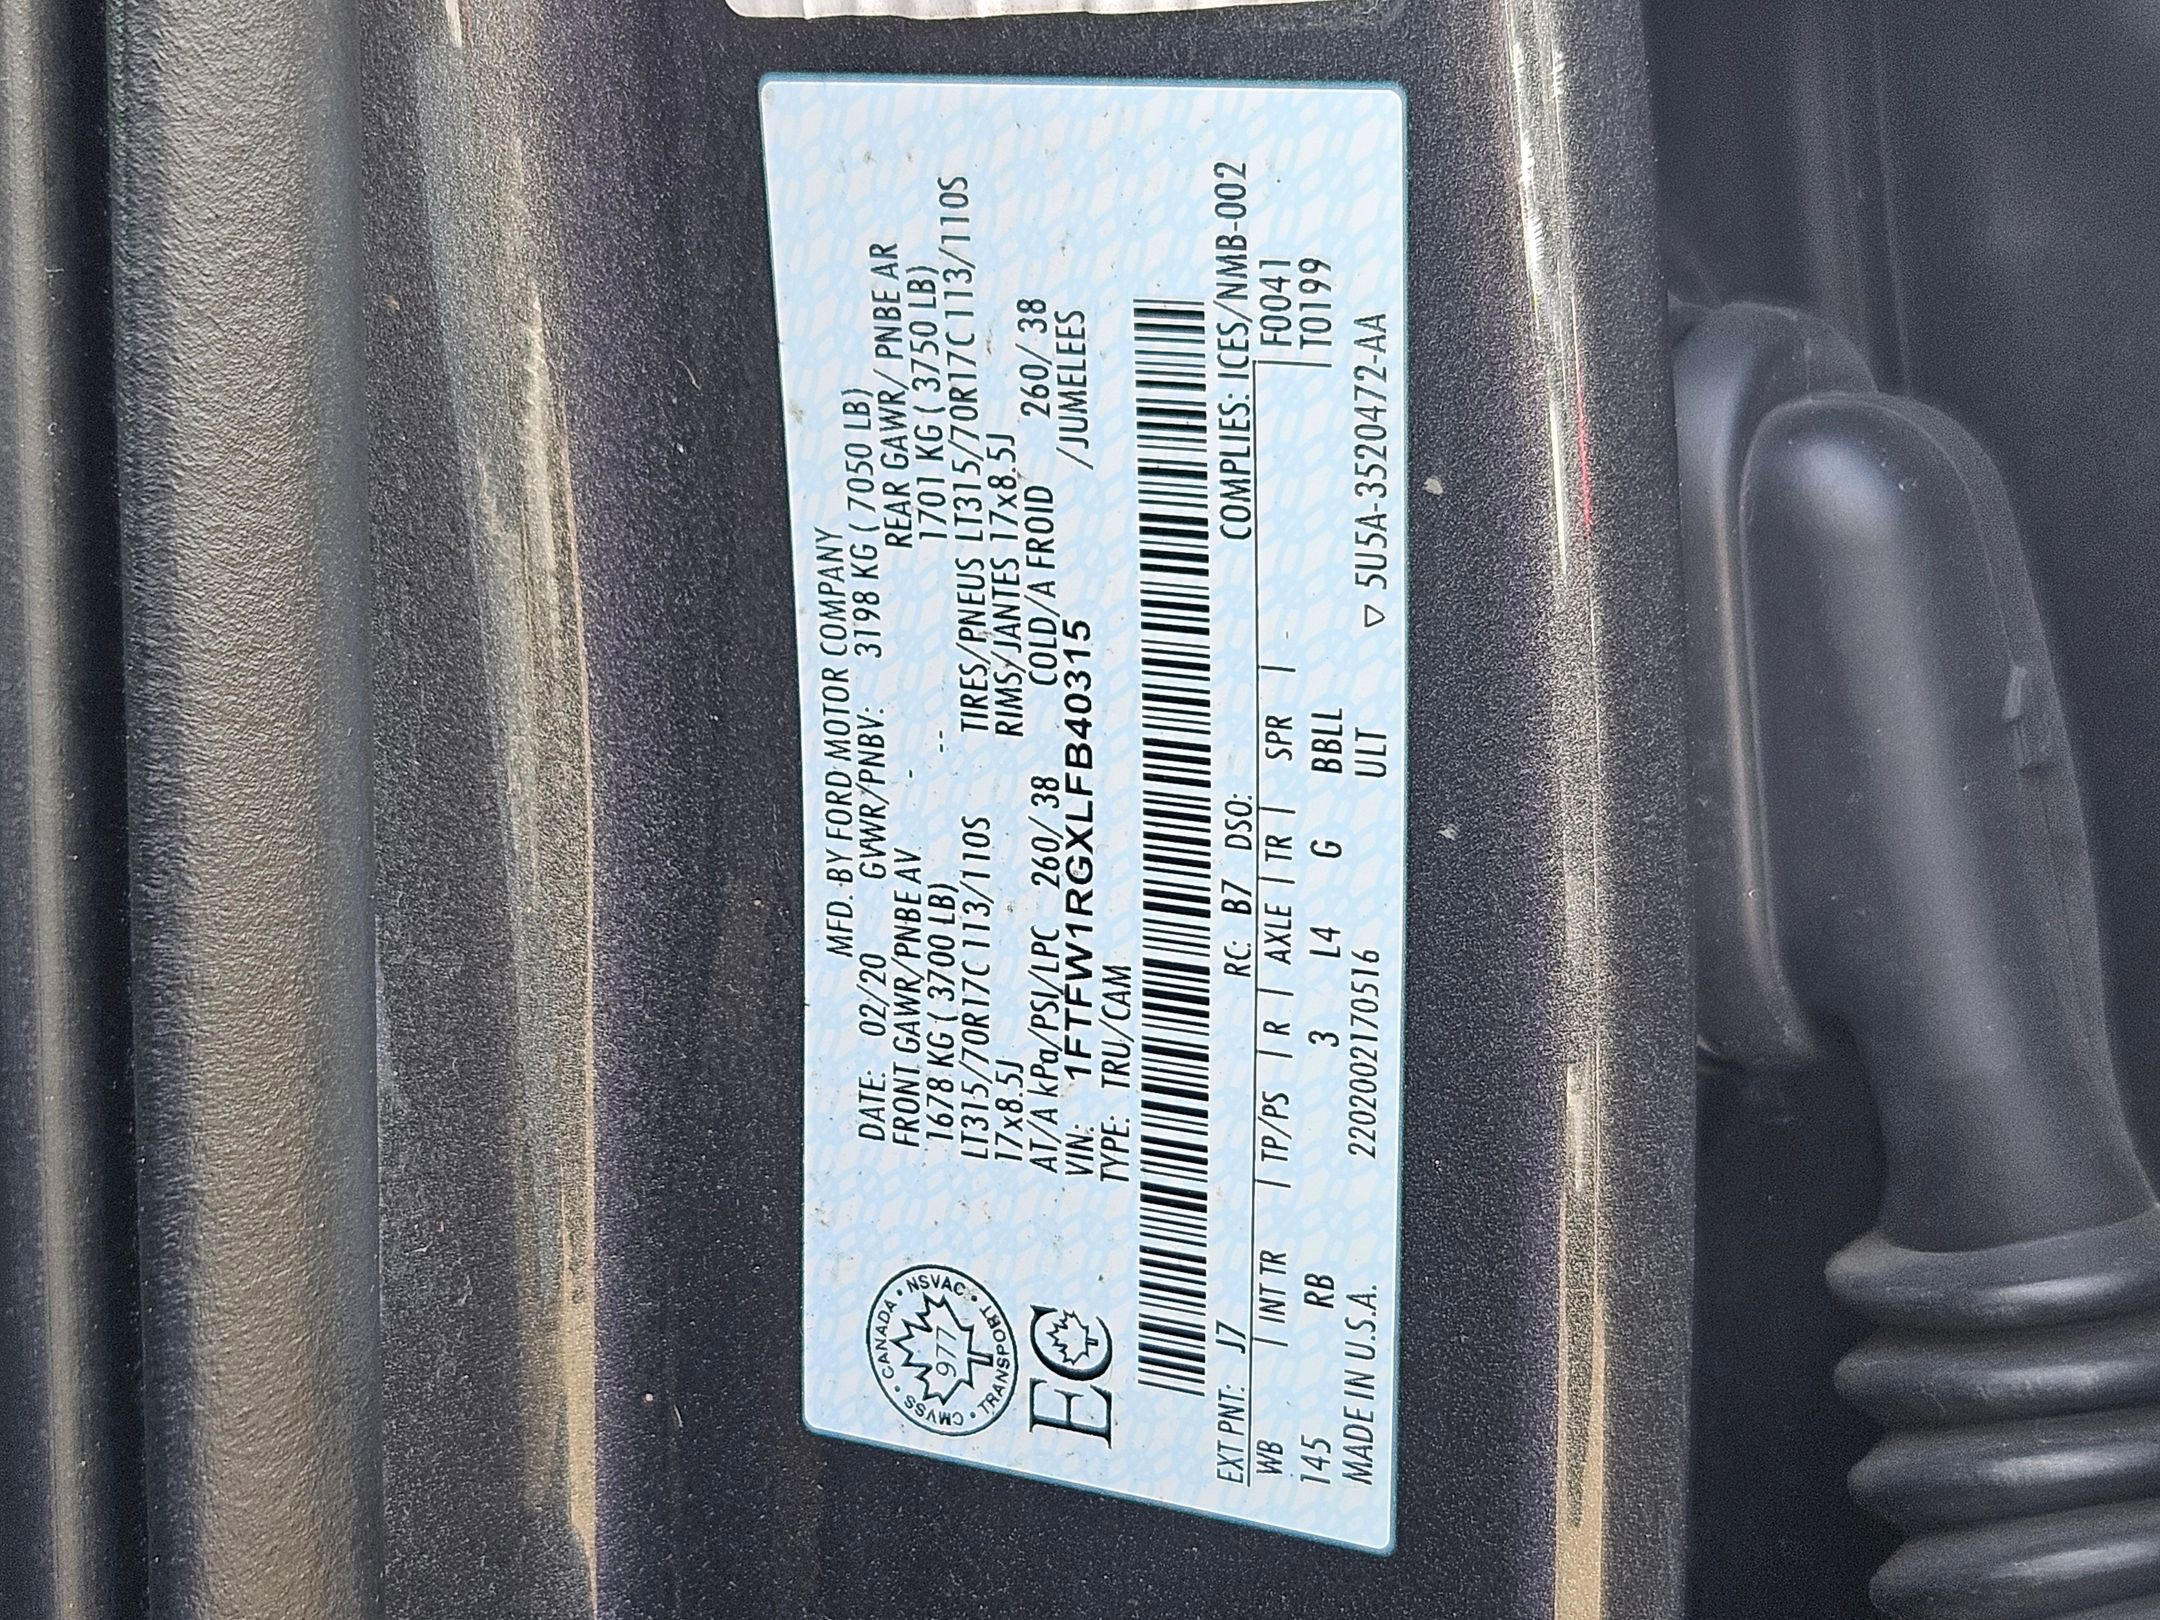 CMVSS • CANADA • NSVAC • TRANSPORT •
977
EC
MFD. BY FORD MOTOR COMPANY
DATE: 02/20 GVWR/PNBV: 3198 KG ( 7050 LB)
FRONT GAWR/PNBE AV - REAR GAWR/ PNBE AR
1678 KG ( 3700 LB) -- 1701 KG ( 3750 LB)
LT315/70R17C 113/110S TIRES/PNEUS LT315/70R17C113/110S
17x8.5J RIMS/JANTES 17x8.5J
AT/A kPa/PSI/LPC 260/ 38 COLD/A FROID 260/ 38
VIN: 1FTFW1RGXLFB40315 /JUMELEES
TYPE: TRU/CAM
EXT PNT: J7 RC: B7 DSO: COMPLIES: ICES/NMB-002
WB | INT TR | TP/PS | R | AXLE | TR | SPR | - | F0041
145 RB 3 L4 G BBLL T0199
ULT
MADE IN U.S.A. 220200217051​6 ▽ 5U5A-3520472-AA